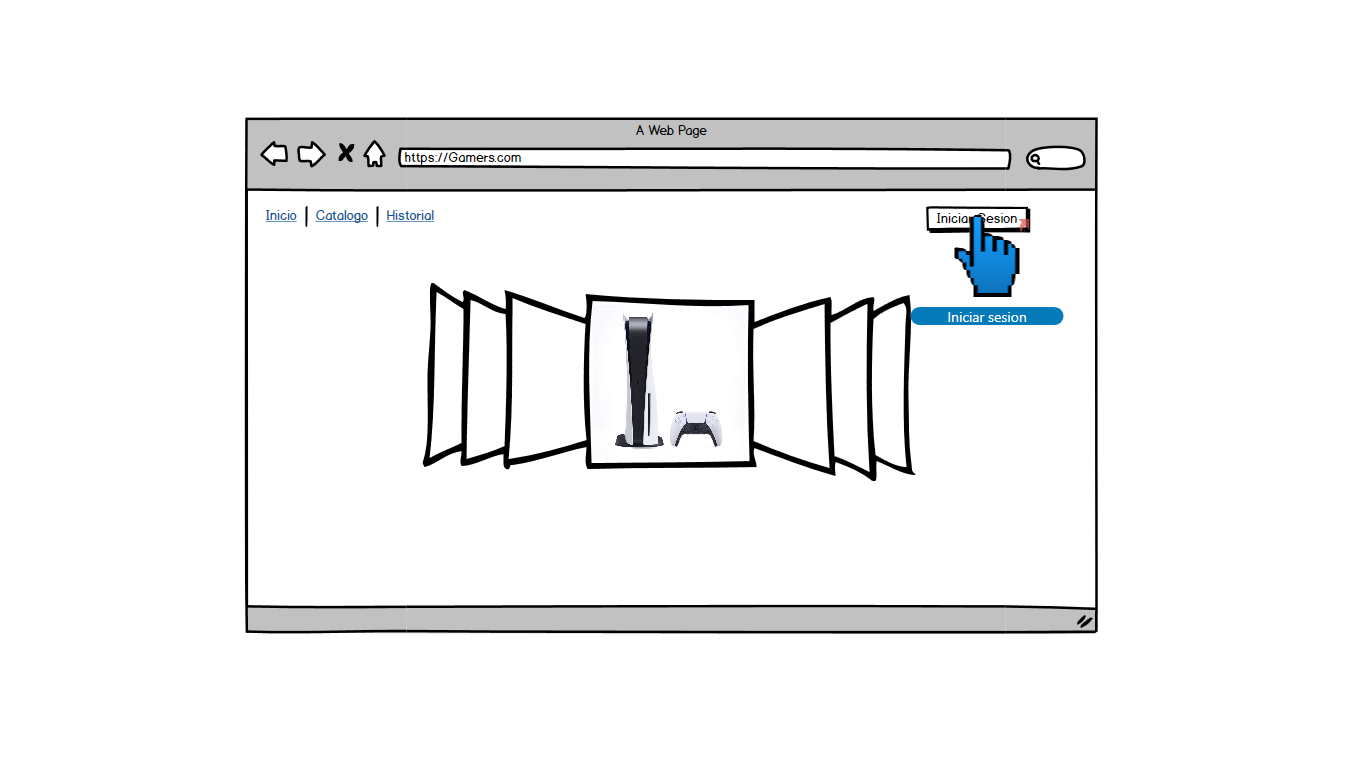 A Web Page
https://Gamers.com
Inicio | Catalogo | Historial
Iniciar Sesion
Iniciar sesion